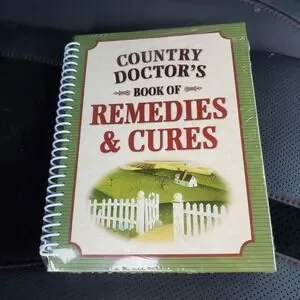 COUNTRY
DOCTOR'S
BOOK OF
REMEDIES
& CURES